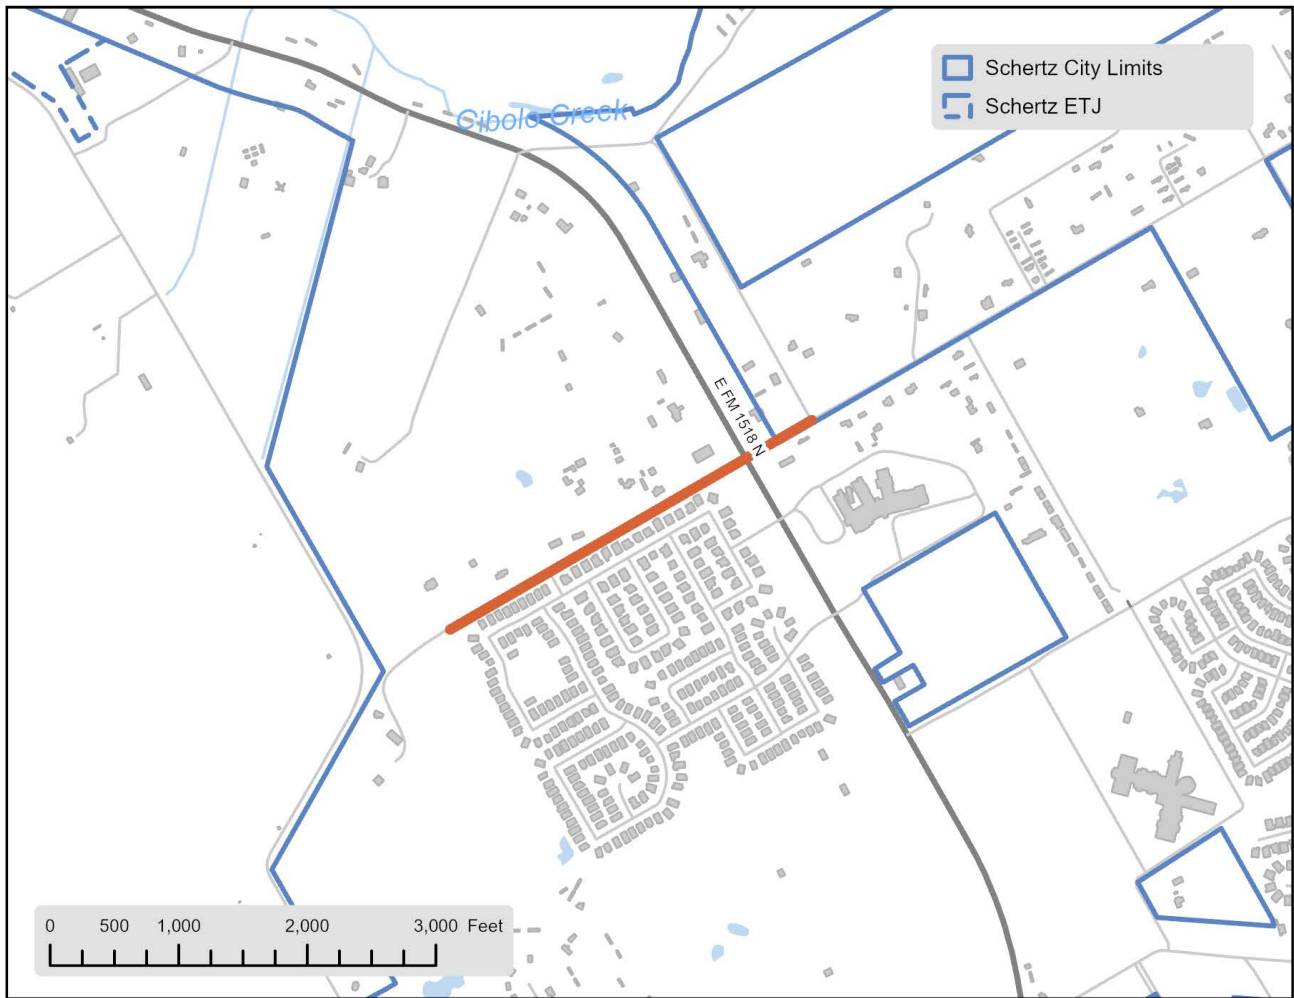 Schertz City Limits
Schertz ETJ
Cibolo Creek
E FM 1518 N
0 500 1,000 2,000 3,000 Feet